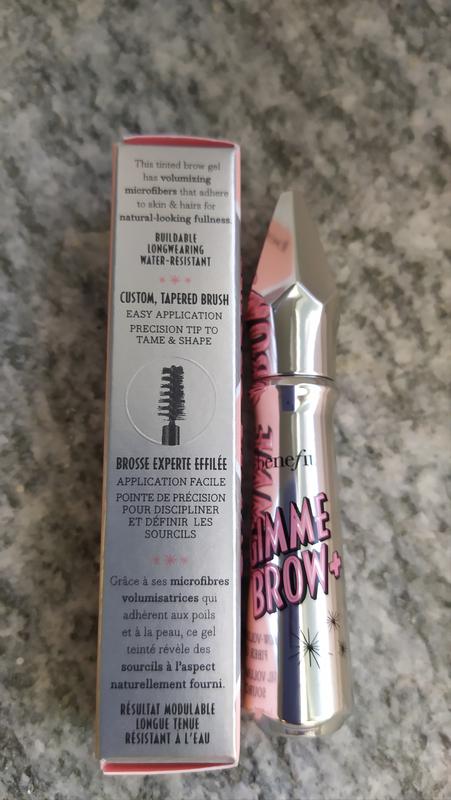 This tinted brow gel
has volumizing
microfibers that adhere
to skin & hairs for
natural-looking fullness.
BUILDABLE
LONGWEARING
WATER-RESISTANT
CUSTOM, TAPERED BRUSH
EASY APPLICATION
PRECISION TIP TO
TAME & SHAPE
BROSSE EXPERTE EFFILÉE
APPLICATION FACILE
POINTE DE PRÉCISION
POUR DISCIPLINER
ET DÉFINIR LES
SOURCILS
Grâce à ses microfibres
volumisatrices qui
adhèrent aux poils
et à la peau, ce gel
teinté révèle des
sourcils à l'aspect
naturellement fourni.
RÉSULTAT MODULABLE
LONGUE TENUE
RÉSISTANT À L'EAU
benefit
GIMME
BROW+